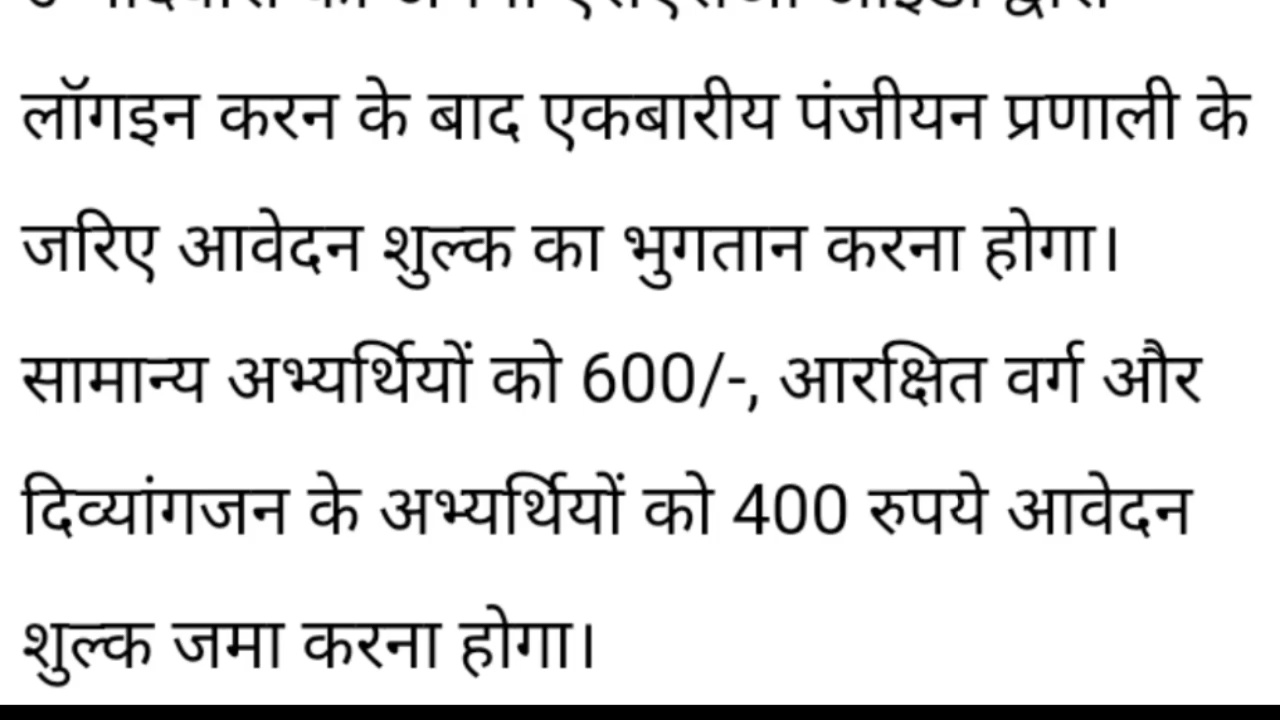 लॉगइन करन के बाद एकबारीय पंजीयन प्रणाली के
जरिए आवेदन शुल्क का भुगतान करना होगा।
सामान्य अभ्यर्थियों को 600/-, आरक्षित वर्ग और
दिव्यांगजन के अभ्यर्थियों को 400 रुपये आवेदन
शुल्क जमा करना होगा।